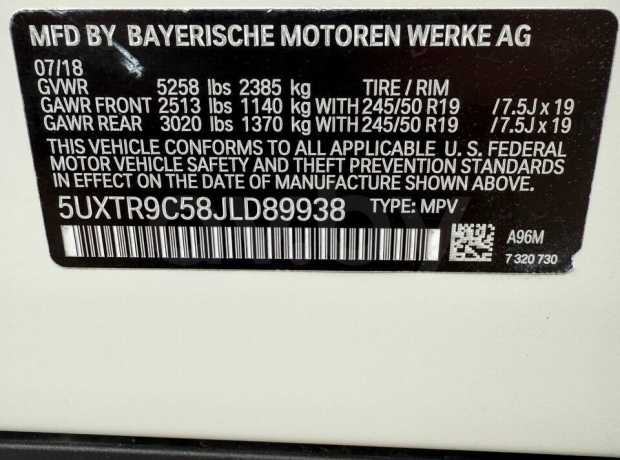 MFD BY BAYERISCHE MOTOREN WERKE AG
07/18
GVWR 5258 lbs 2385 kg TIRE / RIM
GAWR FRONT 2513 lbs 1140 kg WITH 245/50 R19 /7.5J x 19
GAWR REAR 3020 lbs 1370 kg WITH 245/50 R19 /7.5J x 19
THIS VEHICLE CONFORMS TO ALL APPLICABLE U. S. FEDERAL
MOTOR VEHICLE SAFETY AND THEFT PREVENTION STANDARDS
IN EFFECT ON THE DATE OF MANUFACTURE SHOWN ABOVE.
5UXTR9C58JLD89938 TYPE: MPV
A96M
7 320 730